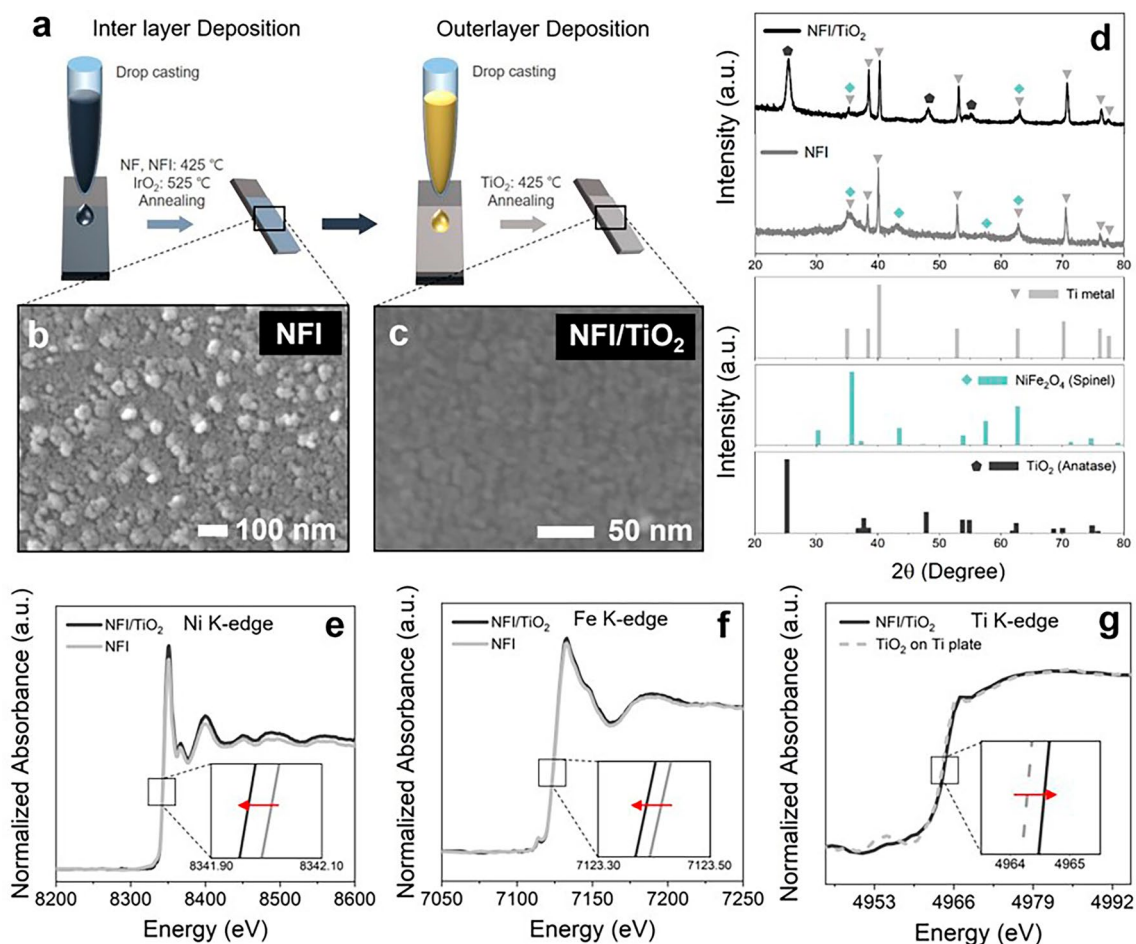 a
Inter layer Deposition
Outerlayer Deposition
Drop casting
Drop casting
NF, NFI: 425 ℃
IrO₂: 525 ℃
Annealing
TiO₂: 425 ℃
Annealing
b
NFI
100 nm
c
NFI/TiO₂
50 nm
d
NFI/TiO₂
NFI
Intensity (a.u.)
20 30 40 50 60 70 80
Ti metal
NiFe₂O₄ (Spinel)
TiO₂ (Anatase)
Intensity (a.u.)
20 30 40 50 60 70 80
2θ (Degree)
e
Ni K-edge
NFI/TiO₂
NFI
Normalized Absorbance (a.u.)
8341.90 8342.10
8200 8300 8400 8500 8600
Energy (eV)
f
Fe K-edge
NFI/TiO₂
NFI
Normalized Absorbance (a.u.)
7123.30 7123.50
7050 7100 7150 7200 7250
Energy (eV)
g
Ti K-edge
NFI/TiO₂
TiO₂ on Ti plate
Normalized Absorbance (a.u.)
4964 4965
4953 4966 4979 4992
Energy (eV)